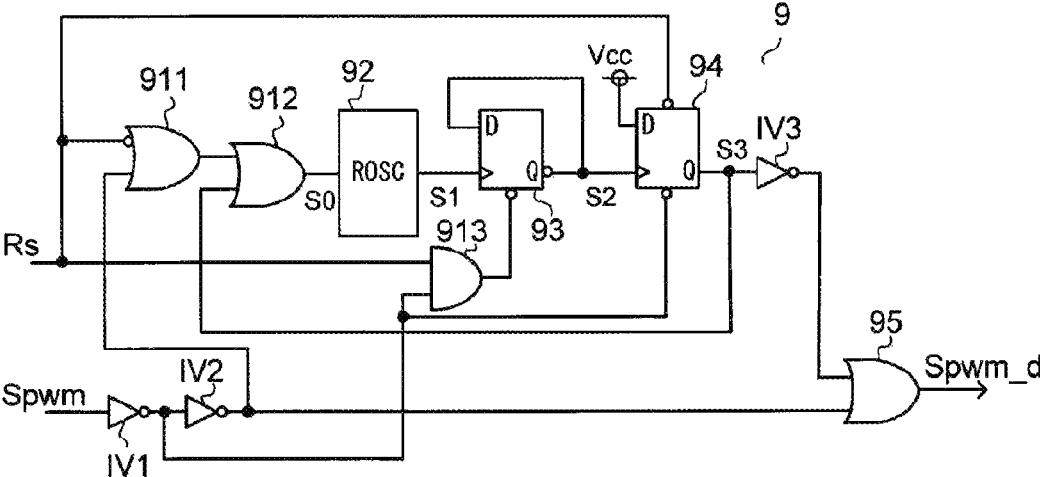 9
Vcc
94
92
911
912
D
D
IV3
ROSC
Q
Q
S3
S0
S1
S2
93
913
Rs
95
IV2
Spwm_d
Spwm
IV1